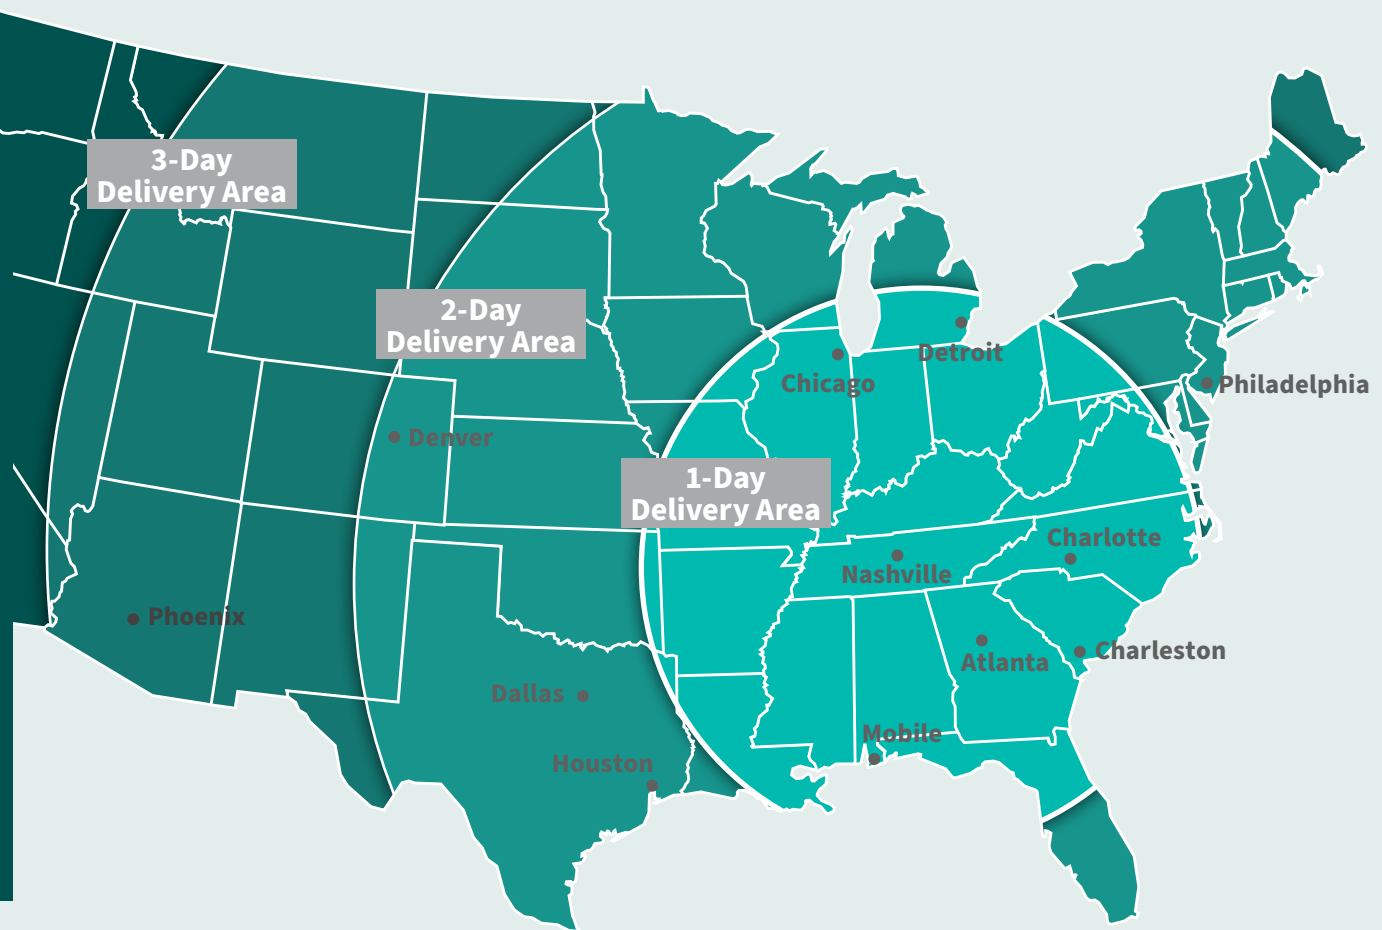 3-Day
Delivery Area
2-Day
Delivery Area
Detroit
Chicago
Philadelphia
Denver
1-Day
Delivery Area
Charlotte
Nashville
Phoenix
Charleston
Atlanta
Dallas
Mobile
Houston